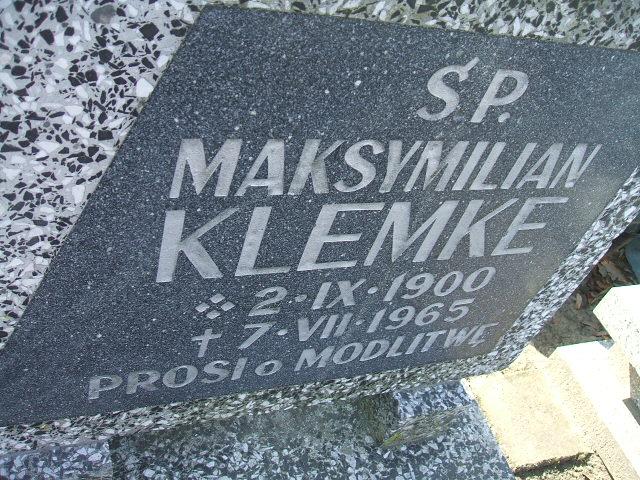 Ś.P.
MAKSYMILIAN
KLEMKE
2·IX·1900
† 7·VII·1965
PROSI o MODLITWĘ